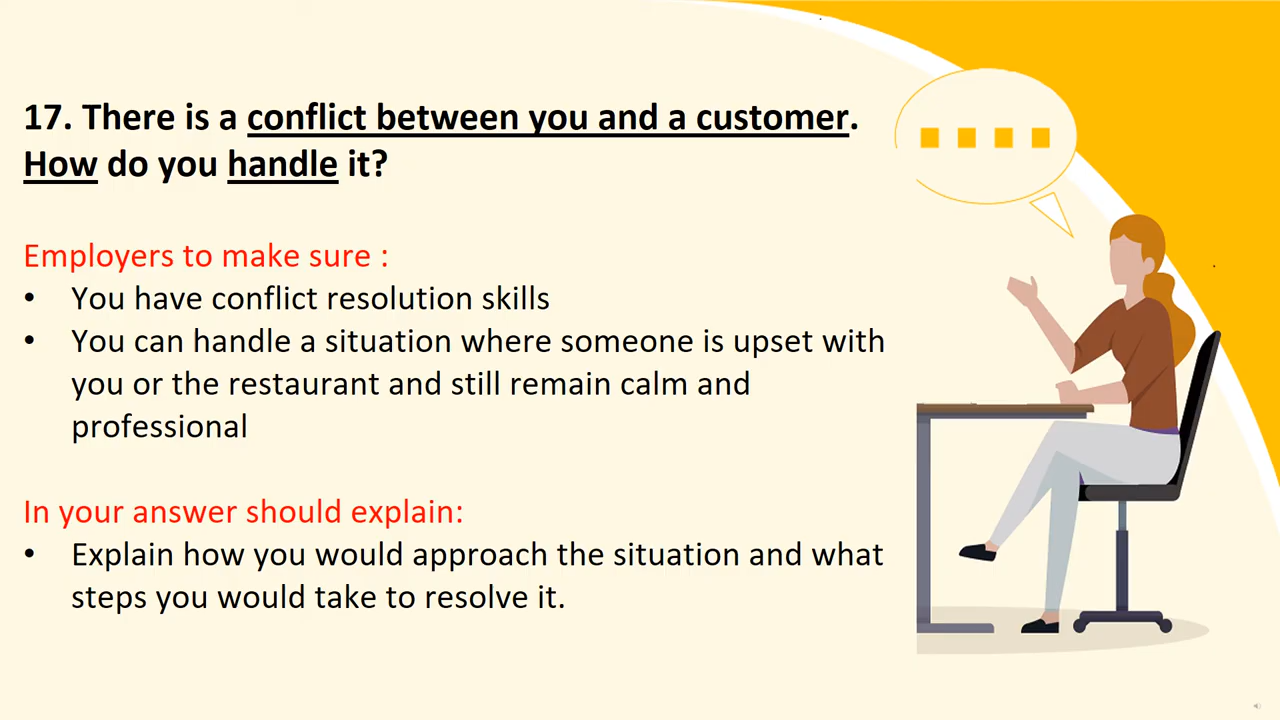 17. There is a conflict between you and a customer.
How do you handle it?
Employers to make sure :
• You have conflict resolution skills
• You can handle a situation where someone is upset with
you or the restaurant and still remain calm and
professional
In your answer should explain:
• Explain how you would approach the situation and what
steps you would take to resolve it.